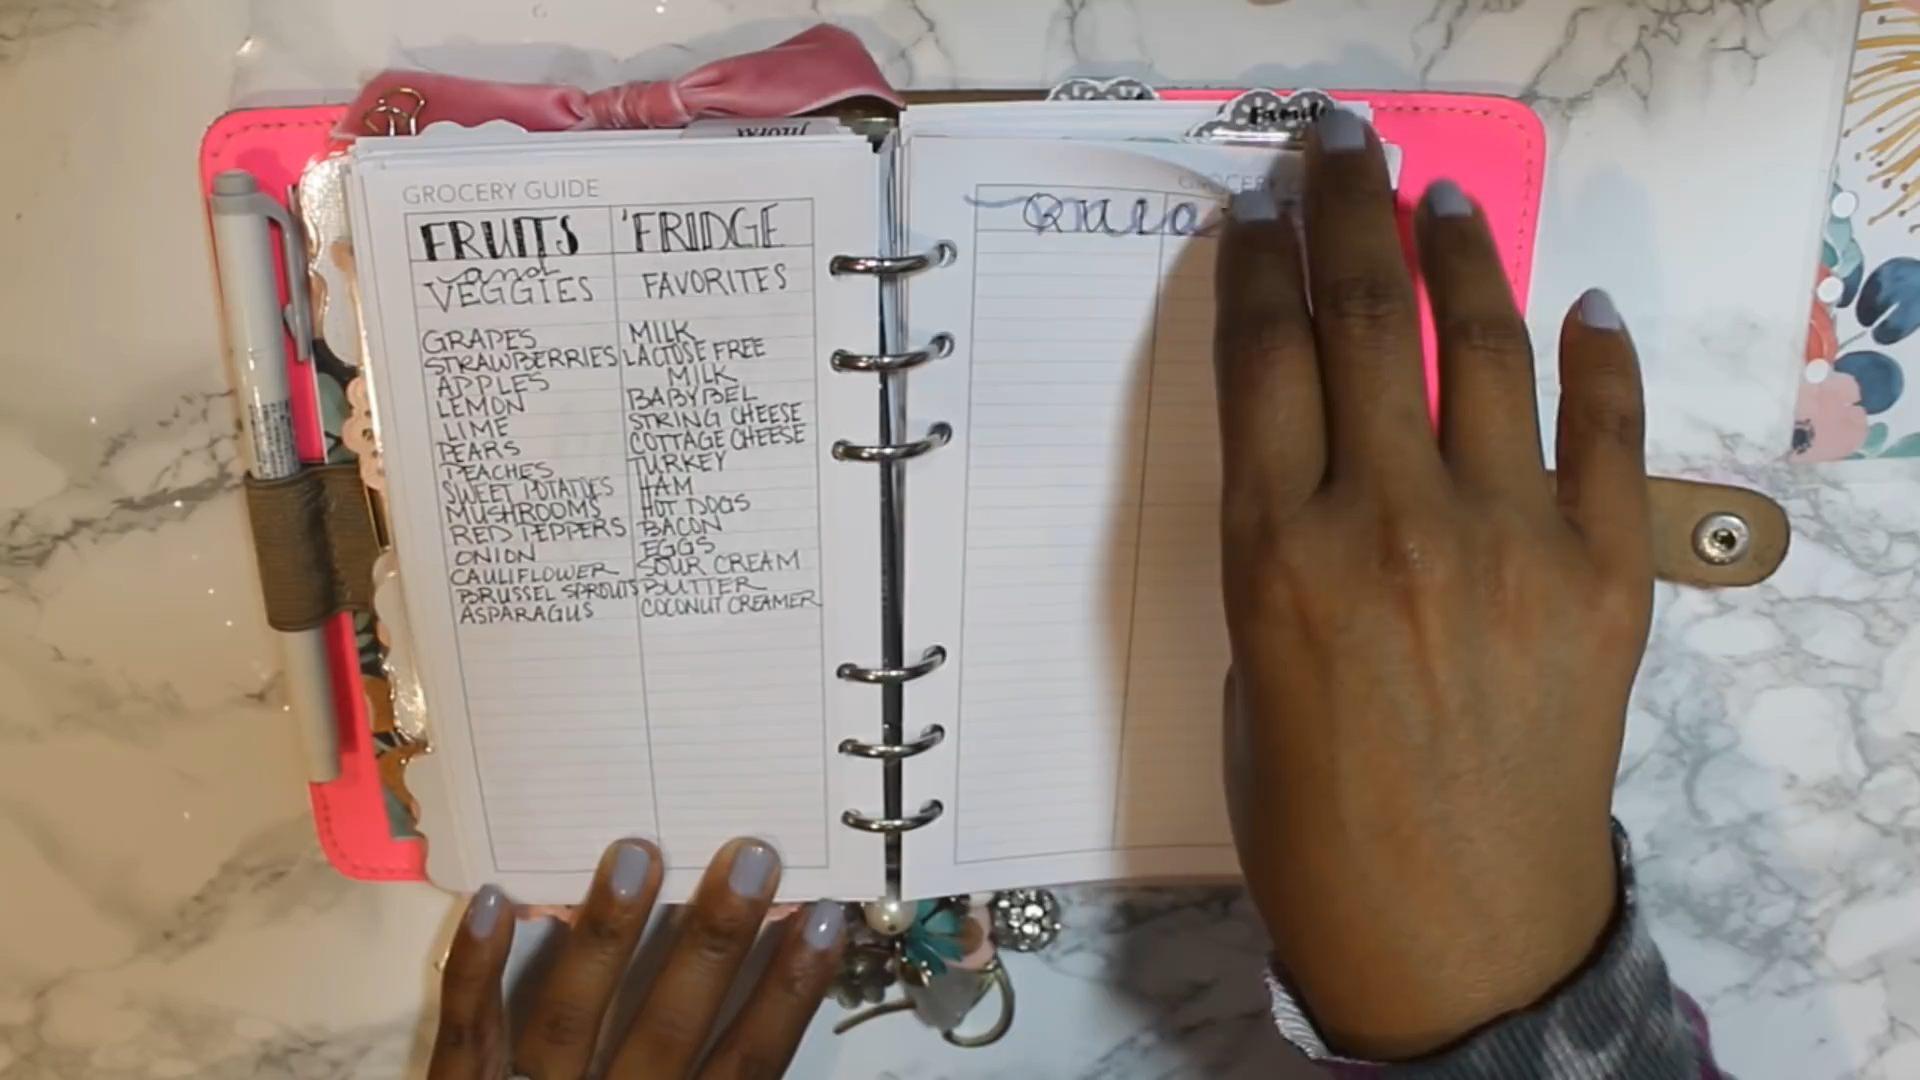 GROCERY GUIDE
FRUITS
and
VEGGIES
GRAPES
STRAWBERRIES
APPLES
LEMON
LIME
PEARS
PEACHES
SWEET POTATOES
MUSHROOMS
RED PEPPERS
ONION
CAULIFLOWER
BRUSSEL SPROUTS
ASPARAGUS
FRIDGE
FAVORITES
MILK
LACTOSE FREE
MILK
BABYBEL
STRING CHEESE
COTTAGE CHEESE
TURKEY
HAM
HOT DOGS
BACON
EGGS
SOUR CREAM
BUTTER
COCONUT CREAMER
GROCERY